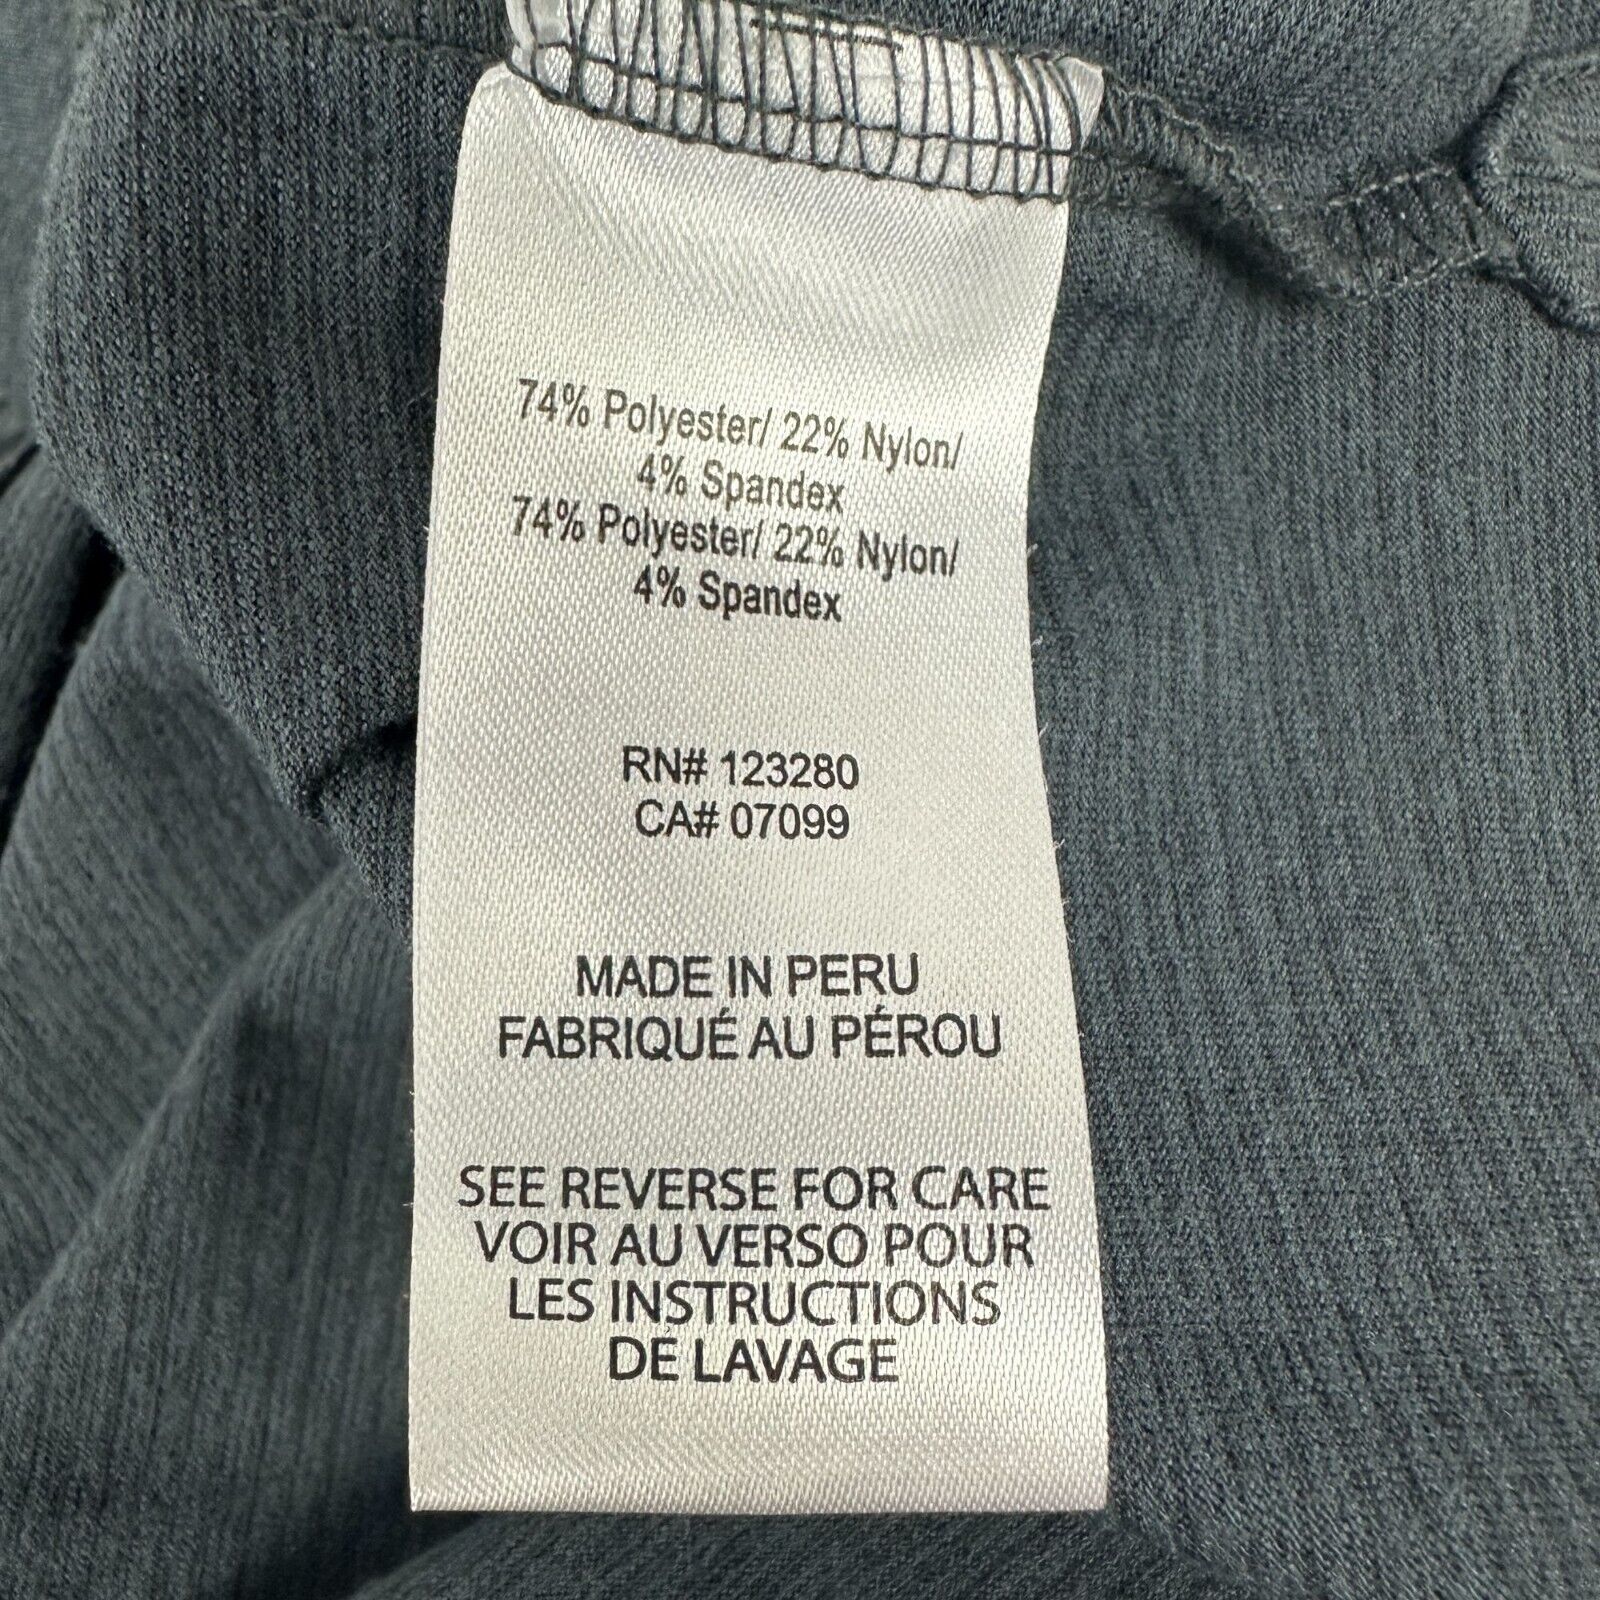 74% Polyester/ 22% Nylon/
4% Spandex
74% Polyester/ 22% Nylon/
4% Spandex
RN# 123280
CA# 07099
MADE IN PERU
FABRIQUÉ AU PÉROU
SEE REVERSE FOR CARE
VOIR AU VERSO POUR
LES INSTRUCTIONS
DE LAVAGE